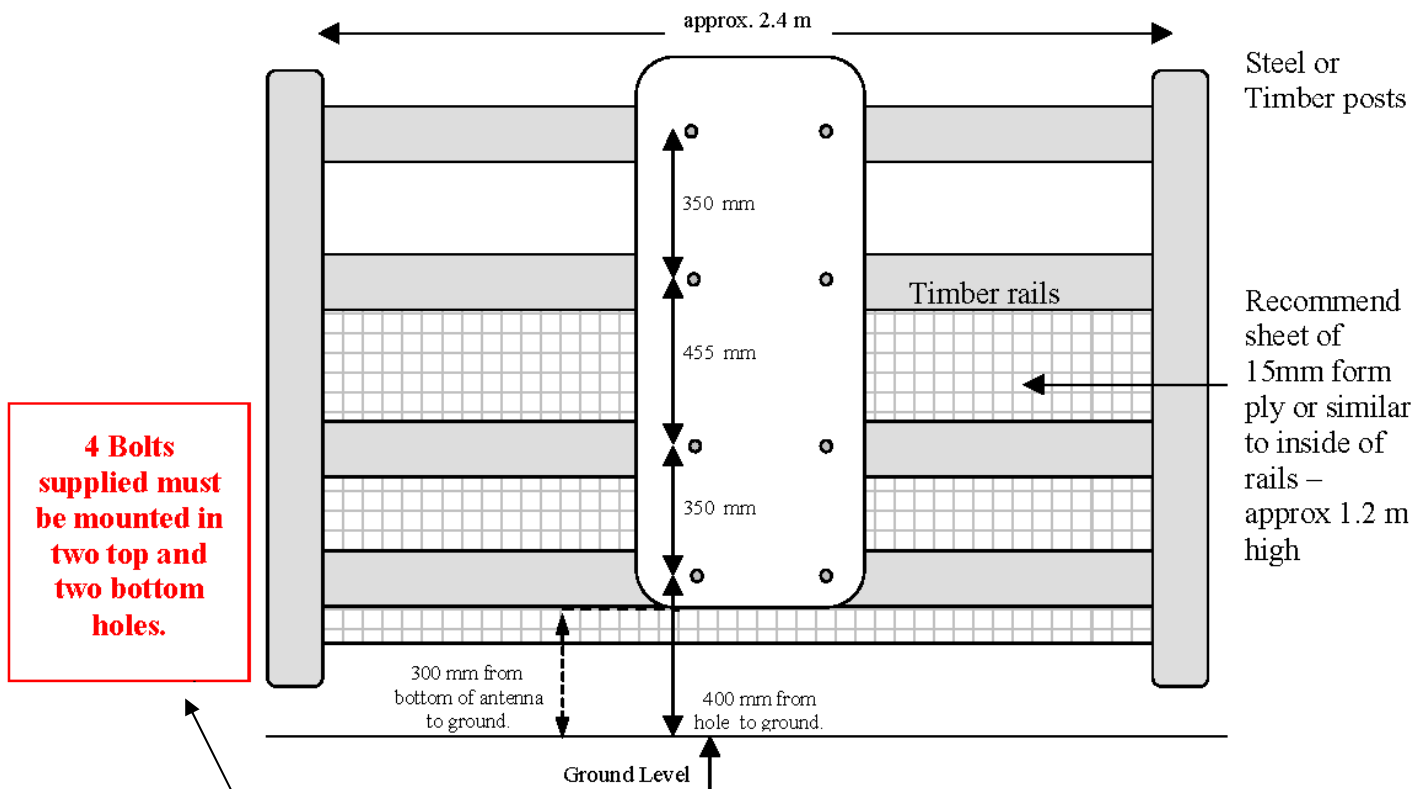 approx. 2.4 m
Steel or
Timber posts
350 mm
Timber rails
Recommend
sheet of
15mm form
ply or similar
to inside of
rails –
approx 1.2 m
high
455 mm
4 Bolts
supplied must
be mounted in
two top and
two bottom
holes.
350 mm
300 mm from
bottom of antenna
to ground.
400 mm from
hole to ground.
Ground Level